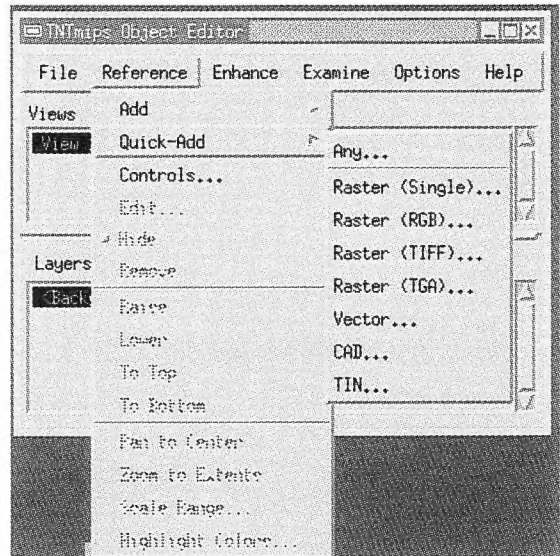 TNTmips Object Editor
File Reference Enhance Examine Options Help
Views
View
Layers
<Back
Add
Quick-Add
Controls...
Edit...
Hide
Remove
Raise
Lower
To Top
To Bottom
Pan to Center
Zoom to Extents
Scale Range...
Highlight Colors...
Any...
Raster (Single)...
Raster (RGB)...
Raster (TIFF)...
Raster (TGA)...
Vector...
CAD...
TIN...